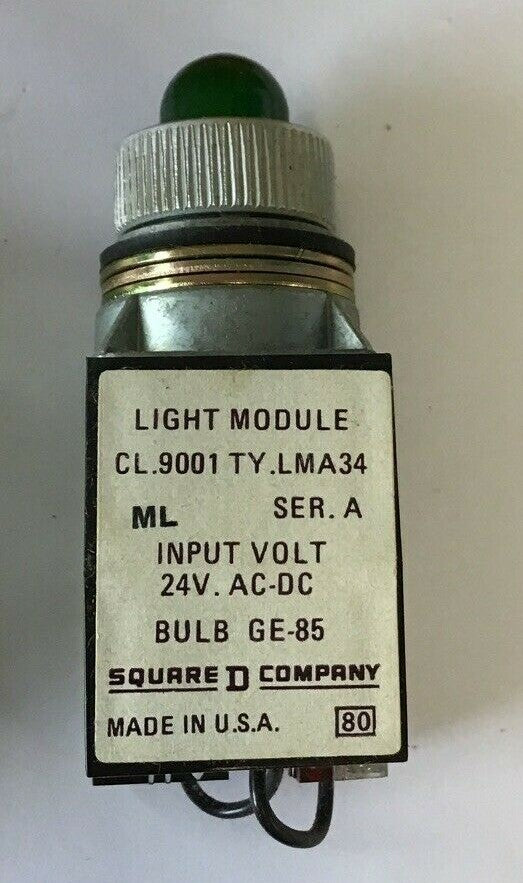 LIGHT MODULE
CL.9001 TY.LMA34
ML SER. A
INPUT VOLT
24V. AC-DC
BULB GE-85
SQUARE D COMPANY
MADE IN U.S.A. 80